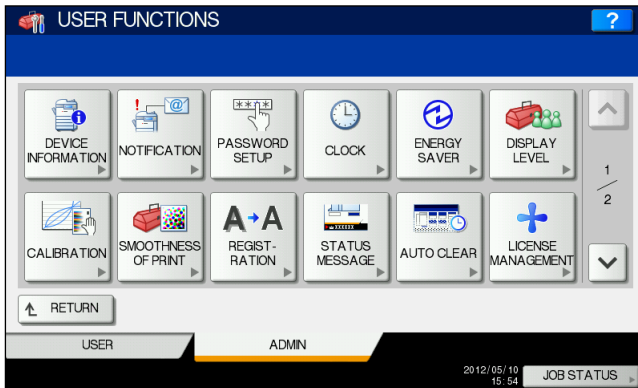 USER FUNCTIONS
?
DEVICE
INFORMATION
!
@
NOTIFICATION
****
PASSWORD
SETUP
CLOCK
ENERGY
SAVER
DISPLAY
LEVEL
CALIBRATION
SMOOTHNESS
OF PRINT
A A
REGIST-
RATION
XXXXXX
STATUS
MESSAGE
AUTO CLEAR
LICENSE
MANAGEMENT
1
2
RETURN
USER
ADMIN
2012/05/10
15:54
JOB STATUS